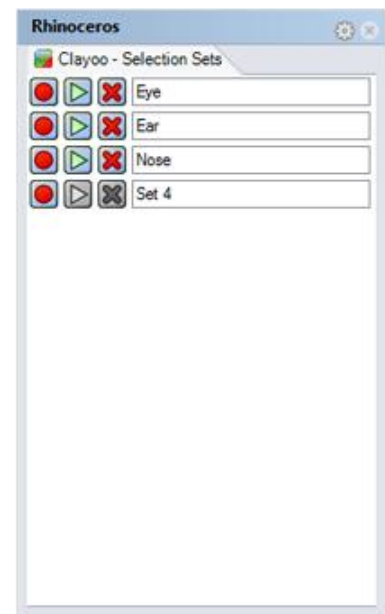 Rhinoceros
Clayoo - Selection Sets
Eye
Ear
Nose
Set 4